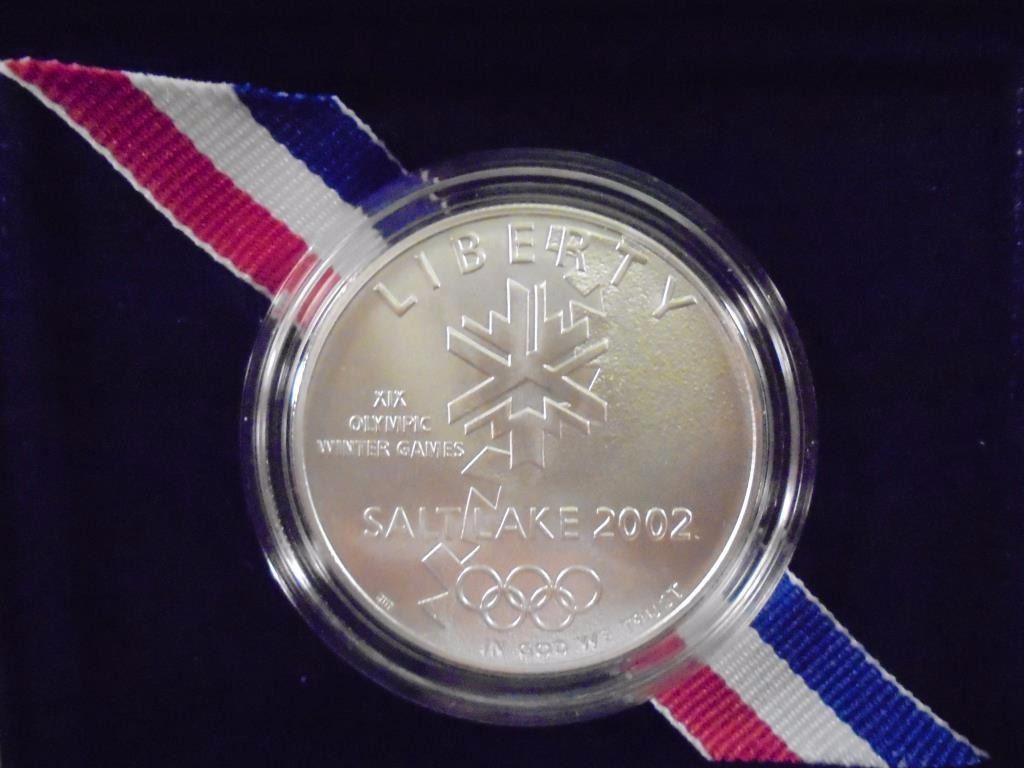 LIBERTY
XIX
OLYMPIC
WINTER GAMES
SALT LAKE 2002
IN GOD WE TRUST